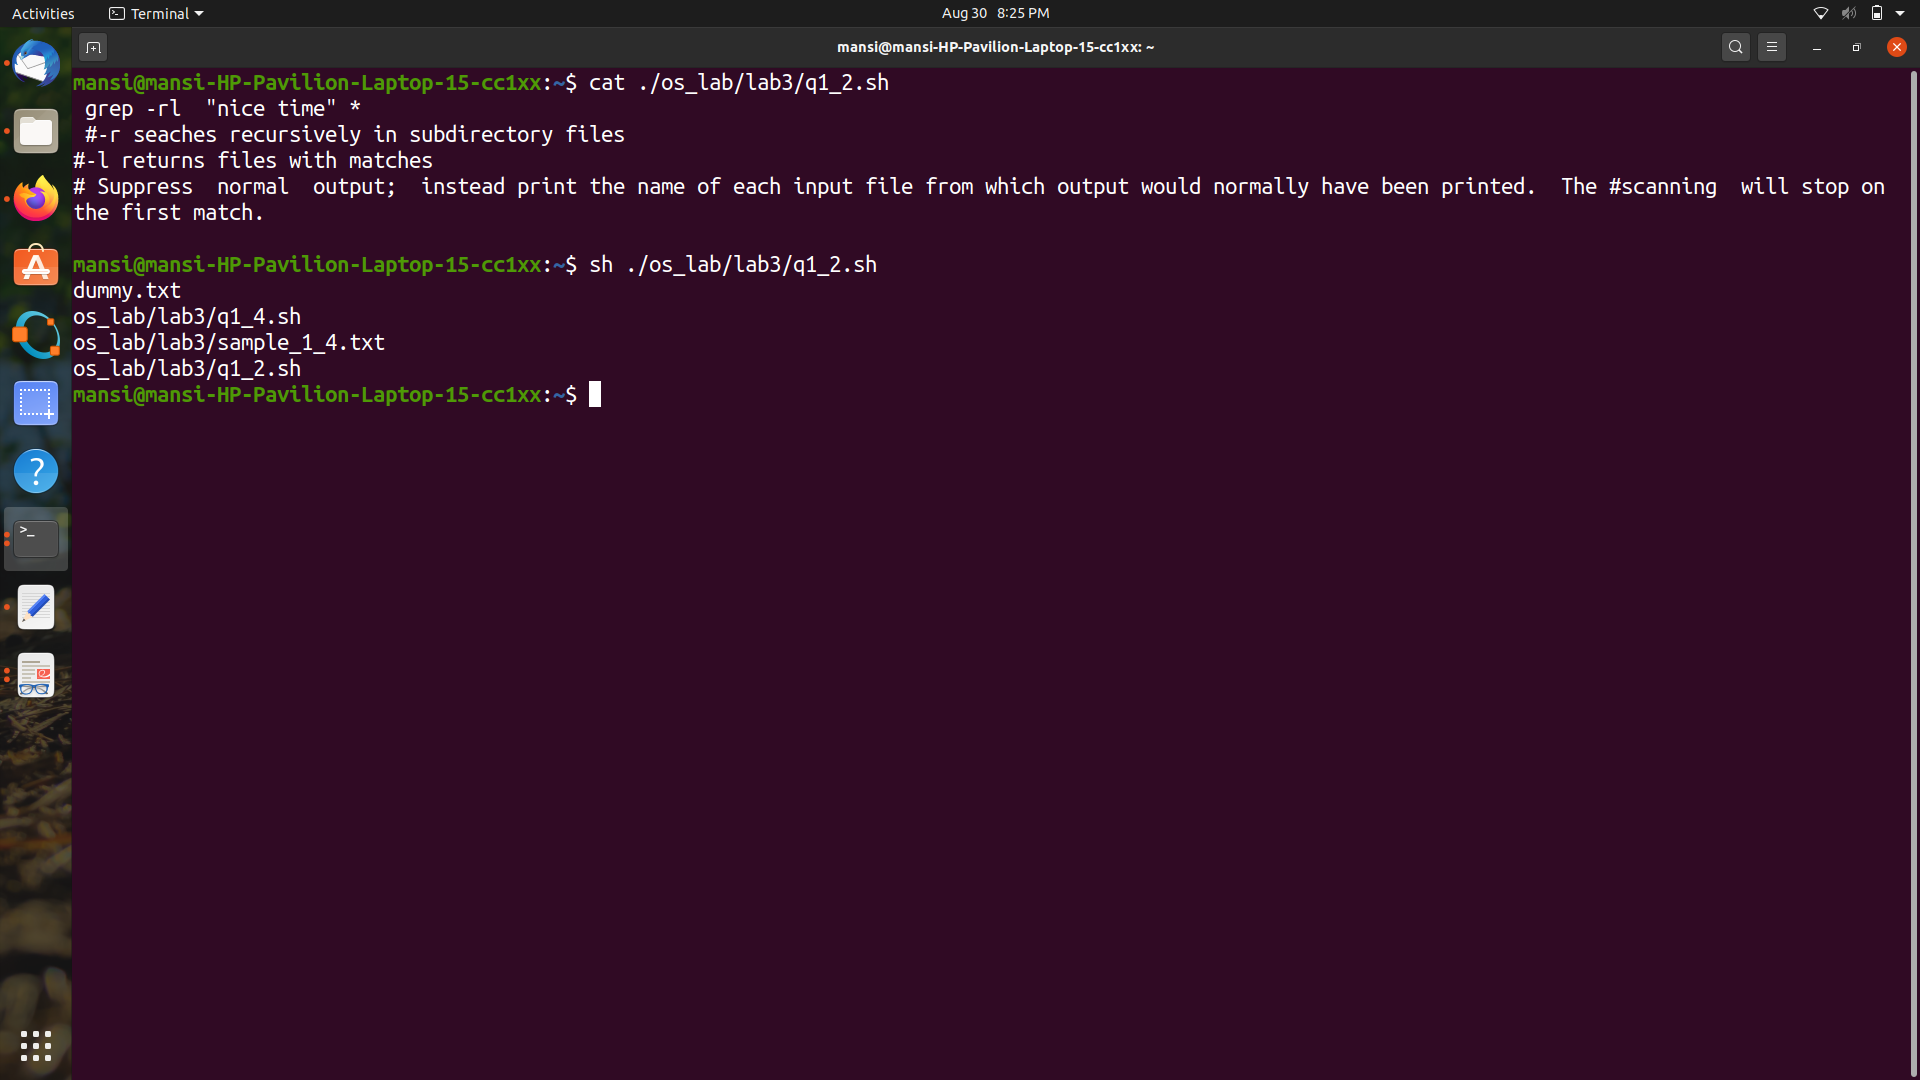 Activities
Terminal
Aug 30 8:25 PM
mansi@mansi-HP-Pavilion-Laptop-15-cc1xx: ~
mansi@mansi-HP-Pavilion-Laptop-15-cc1xx:~$ cat ./os_lab/lab3/q1_2.sh
 grep -rl  "nice time" *
 #-r seaches recursively in subdirectory files
#-l returns files with matches
# Suppress  normal  output;  instead print the name of each input file from which output would normally have been printed.  The #scanning  will stop on
the first match.
mansi@mansi-HP-Pavilion-Laptop-15-cc1xx:~$ sh ./os_lab/lab3/q1_2.sh
dummy.txt
os_lab/lab3/q1_4.sh
os_lab/lab3/sample_1_4.txt
os_lab/lab3/q1_2.sh
mansi@mansi-HP-Pavilion-Laptop-15-cc1xx:~$